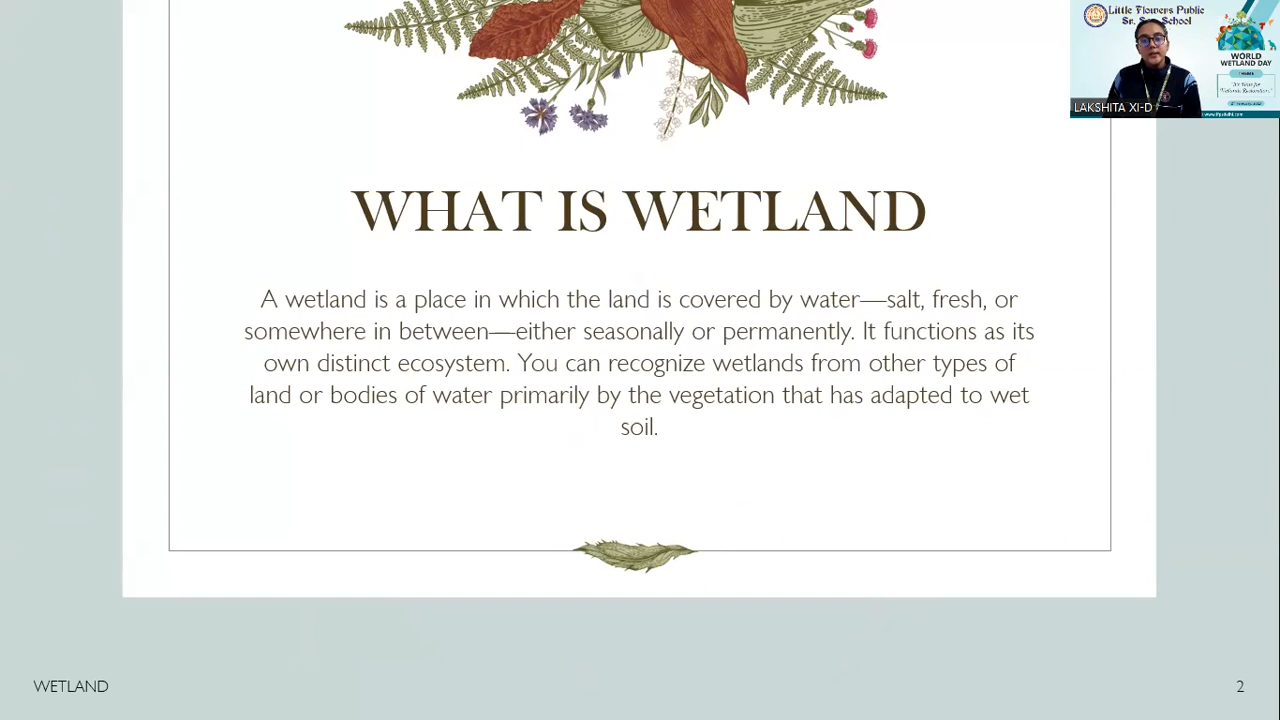 Little Flowers Public
Sr. Sec. School
WORLD
WETLAND DAY
LAKSHITA XI-D
WHAT IS WETLAND
A wetland is a place in which the land is covered by water—salt, fresh, or
somewhere in between—either seasonally or permanently. It functions as its
own distinct ecosystem. You can recognize wetlands from other types of
land or bodies of water primarily by the vegetation that has adapted to wet
soil.
WETLAND
2